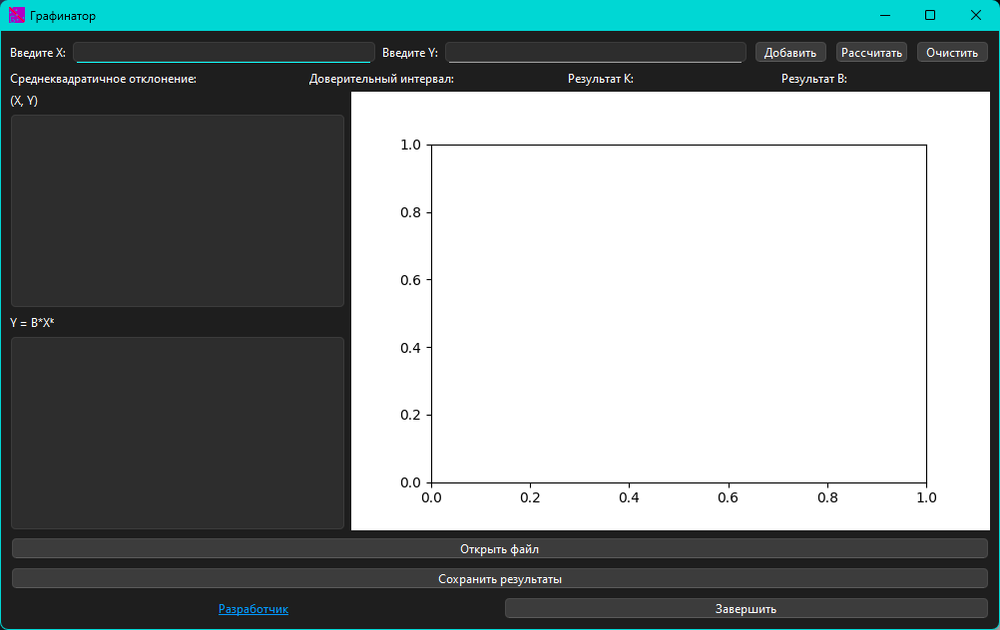 Графинатор
Введите X: Введите Y: Добавить Рассчитать Очистить
Среднеквадратичное отклонение: Доверительный интервал: Результат K: Результат B:
(X, Y)
1.0
0.8
0.6
0.4
0.2
0.0
0.0 0.2 0.4 0.6 0.8 1.0
Y = B*Xᵏ
Открыть файл
Сохранить результаты
Разработчик Завершить